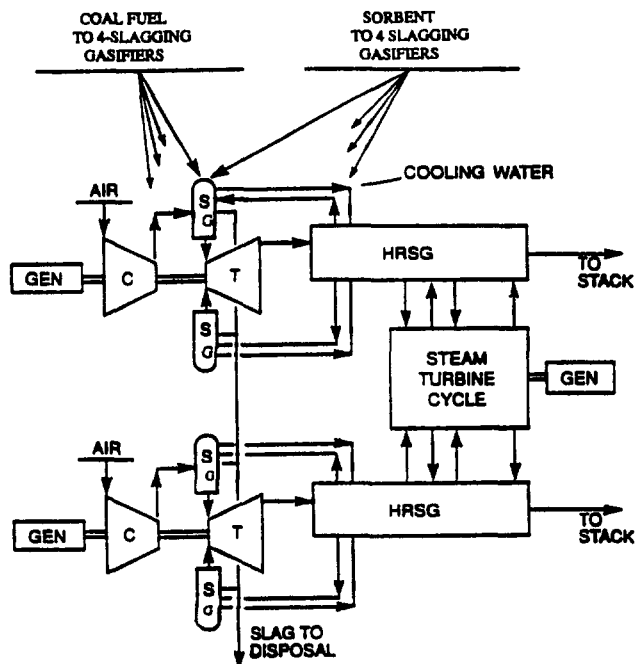 COAL FUEL
TO 4-SLAGGING
GASIFIERS
SORBENT
TO 4 SLAGGING
GASIFIERS
COOLING WATER
AIR
S
G
GEN
C
T
HRSG
TO
STACK
S
G
STEAM
TURBINE
CYCLE
GEN
AIR
S
G
GEN
C
T
HRSG
TO
STACK
S
G
SLAG TO
DISPOSAL